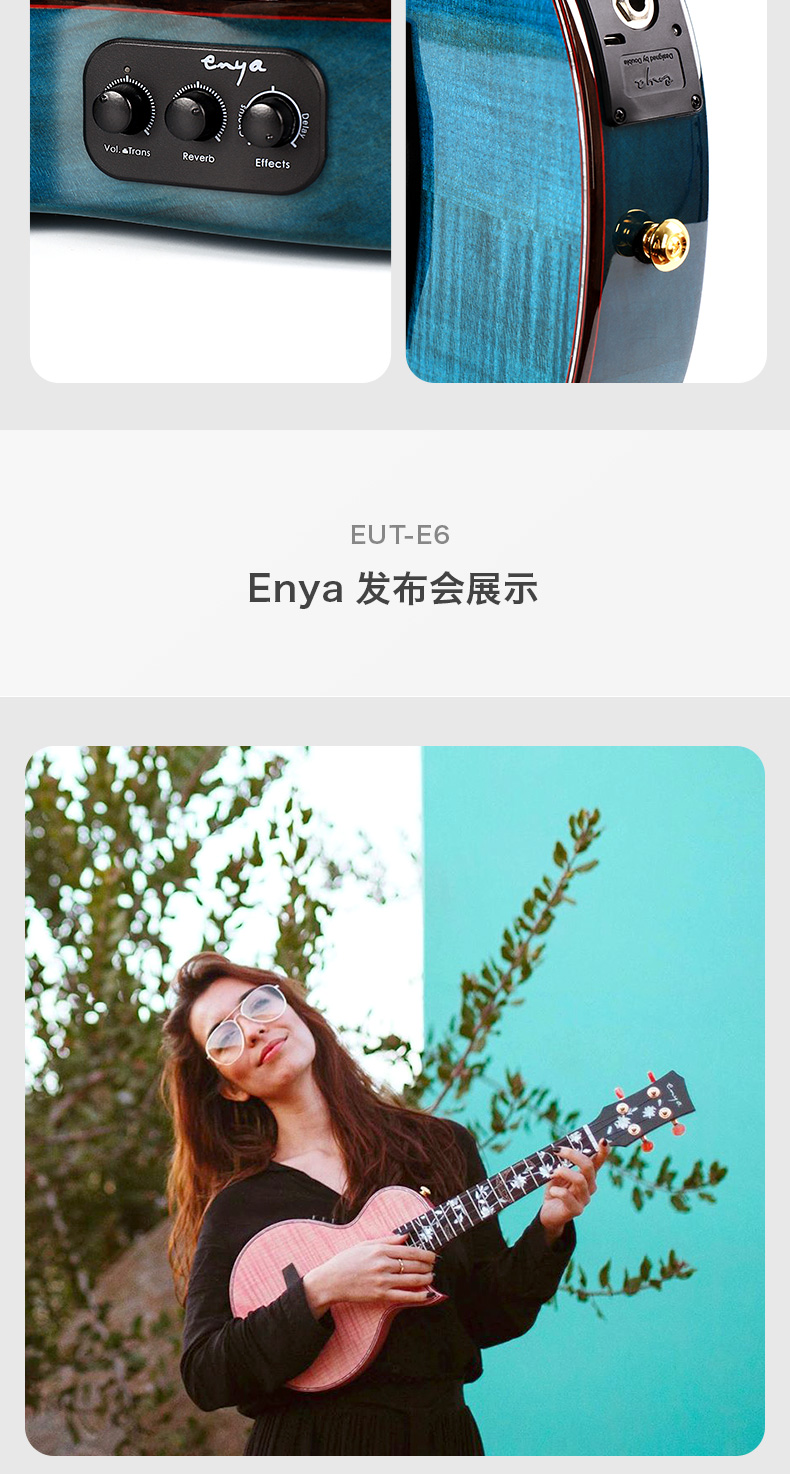 enya
Vol. Trans
Reverb
Chorus
Delay
Effects
Designed by Double
enya
EUT-E6
Enya 发布会展示
enya